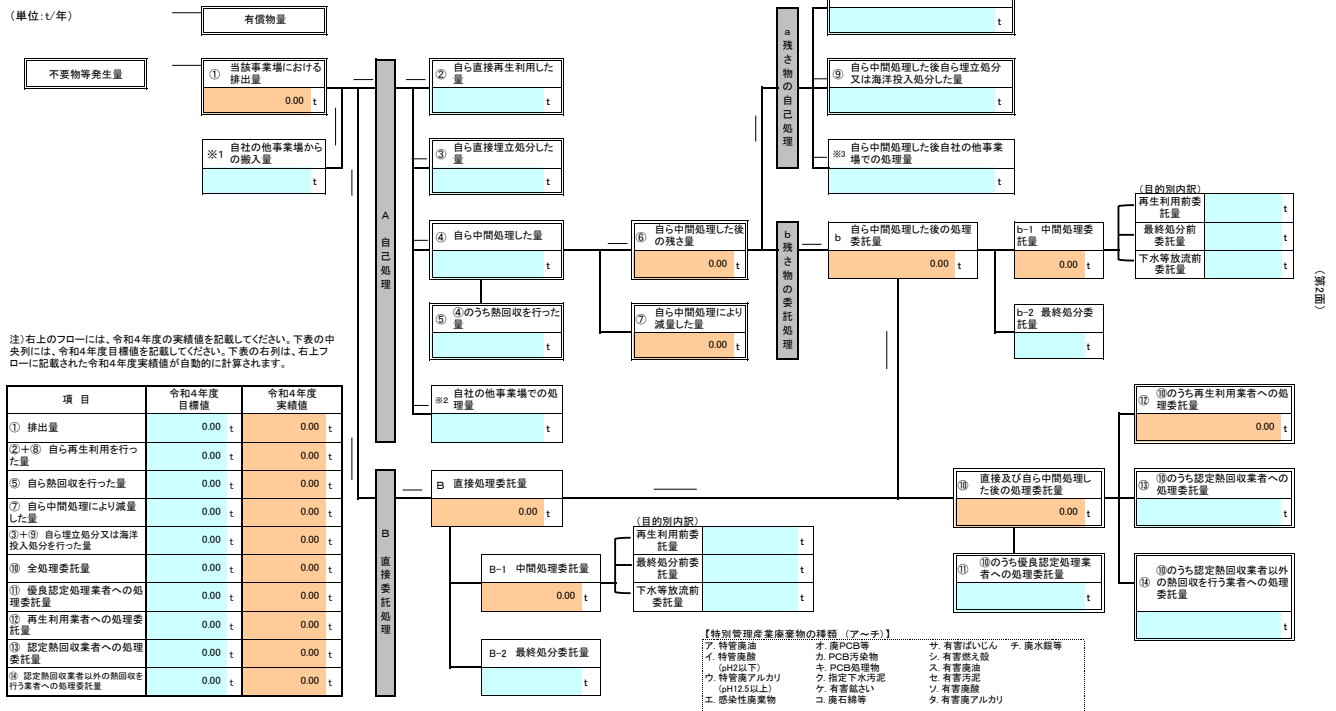 (単位:t/年)
有償物量
不要物等発生量
① 当該事業場における
排出量
0.00 t
※1 自社の他事業場から
の搬入量
t
A 自己処理
② 自ら直接再生利用した
量
t
③ 自ら直接埋立処分した
量
t
④ 自ら中間処理した量
t
⑤ ④のうち熱回収を行った
量
t
※2 自社の他事業場での処
理量
t
⑥ 自ら中間処理した後
の残さ量
0.00 t
⑦ 自ら中間処理により
減量した量
0.00 t
a 残さ物の自己処理
t
⑨ 自ら中間処理した後自ら埋立処分
又は海洋投入処分した量
t
※3 自ら中間処理した後自社の他事業
場での処理量
t
b 残さ物の委託処理
b 自ら中間処理した後の処理
委託量
0.00 t
b-1 中間処理委
託量
0.00 t
(目的別内訳)
再生利用前委
託量
t
最終処分前
委託量
t
下水等放流前
委託量
t
b-2 最終処分委
託量
t
(第2面)
注)右上のフローには、令和4年度の実績値を記載してください。下表の中
央列には、令和4年度目標値を記載してください。下表の右列は、右上フ
ローに記載された令和4年度実績値が自動的に計算されます。
項 目 令和4年度
目標値 令和4年度
実績値
① 排出量 0.00 t 0.00 t
②+⑧ 自ら再生利用を行っ
た量 0.00 t 0.00 t
⑤ 自ら熱回収を行った量 0.00 t 0.00 t
⑦ 自ら中間処理により減量
した量 0.00 t 0.00 t
③+⑨ 自ら埋立処分又は海洋
投入処分を行った量 0.00 t 0.00 t
⑩ 全処理委託量 0.00 t 0.00 t
⑪ 優良認定処理業者への処
理委託量 0.00 t 0.00 t
⑫ 再生利用業者への処理委
託量 0.00 t 0.00 t
⑬ 認定熱回収業者への処理
委託量 0.00 t 0.00 t
⑭ 認定熱回収業者以外の熱回収を
行う業者への処理委託量 0.00 t 0.00 t
B 直接委託処理
B 直接処理委託量
0.00 t
B-1 中間処理委託量
0.00 t
(目的別内訳)
再生利用前委
託量
t
最終処分前委
託量
t
下水等放流前
委託量
t
B-2 最終処分委託量
t
⑩ 直接及び自ら中間処理し
た後の処理委託量
0.00 t
⑪ ⑩のうち優良認定処理業
者への処理委託量
t
⑫ ⑩のうち再生利用業者への処
理委託量
0.00 t
⑬ ⑩のうち認定熱回収業者への
処理委託量
t
⑭ ⑩のうち認定熱回収業者以外
の熱回収を行う業者への処理
委託量
t
【特別管理産業廃棄物の種類 (ア~チ)】
ア. 特管廃油 オ. 廃PCB等 サ. 有害ばいじん チ. 廃水銀等
イ. 特管廃酸 カ. PCB汚染物 シ. 有害燃え殻
(pH2以下) キ. PCB処理物 ス. 有害廃油
ウ. 特管廃アルカリ ク. 指定下水汚泥 セ. 有害汚泥
(pH12.5以上) ケ. 有害鉱さい ソ. 有害廃酸
エ. 感染性廃棄物 コ. 廃石綿等 タ. 有害廃アルカリ